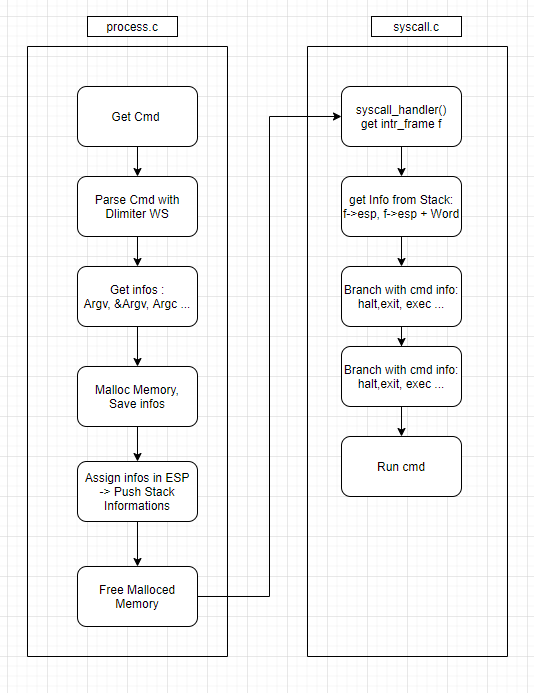 process.c
Get Cmd
Parse Cmd with
Dlimiter WS
Get infos :
Argv, &Argv, Argc ...
Malloc Memory,
Save infos
Assign infos in ESP
-> Push Stack
Informations
Free Malloced
Memory
syscall.c
syscall_handler()
get intr_frame f
get Info from Stack:
f->esp, f->esp + Word
Branch with cmd info:
halt,exit, exec ...
Branch with cmd info:
halt,exit, exec ...
Run cmd